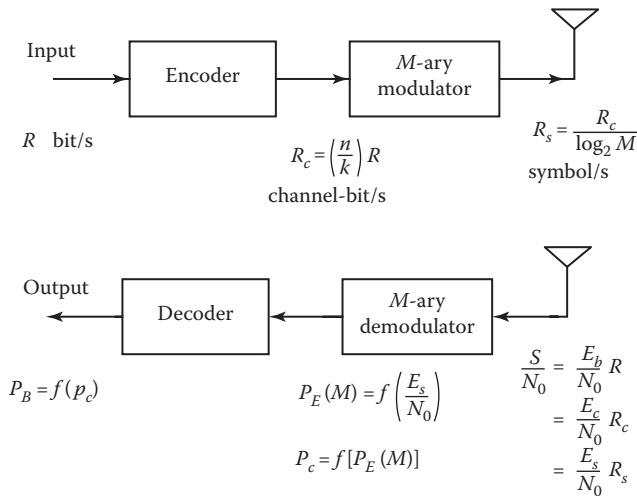 Input
Encoder
M-ary
modulator
R bit/s
R_c = (n/k) R
channel-bit/s
R_s = R_c / log_2 M
symbol/s
Output
Decoder
M-ary
demodulator
P_B = f(p_c)
P_E (M) = f (E_s/N_0)
P_c = f [P_E (M)]
S/N_0 = E_b/N_0 R
= E_c/N_0 R_c
= E_s/N_0 R_s